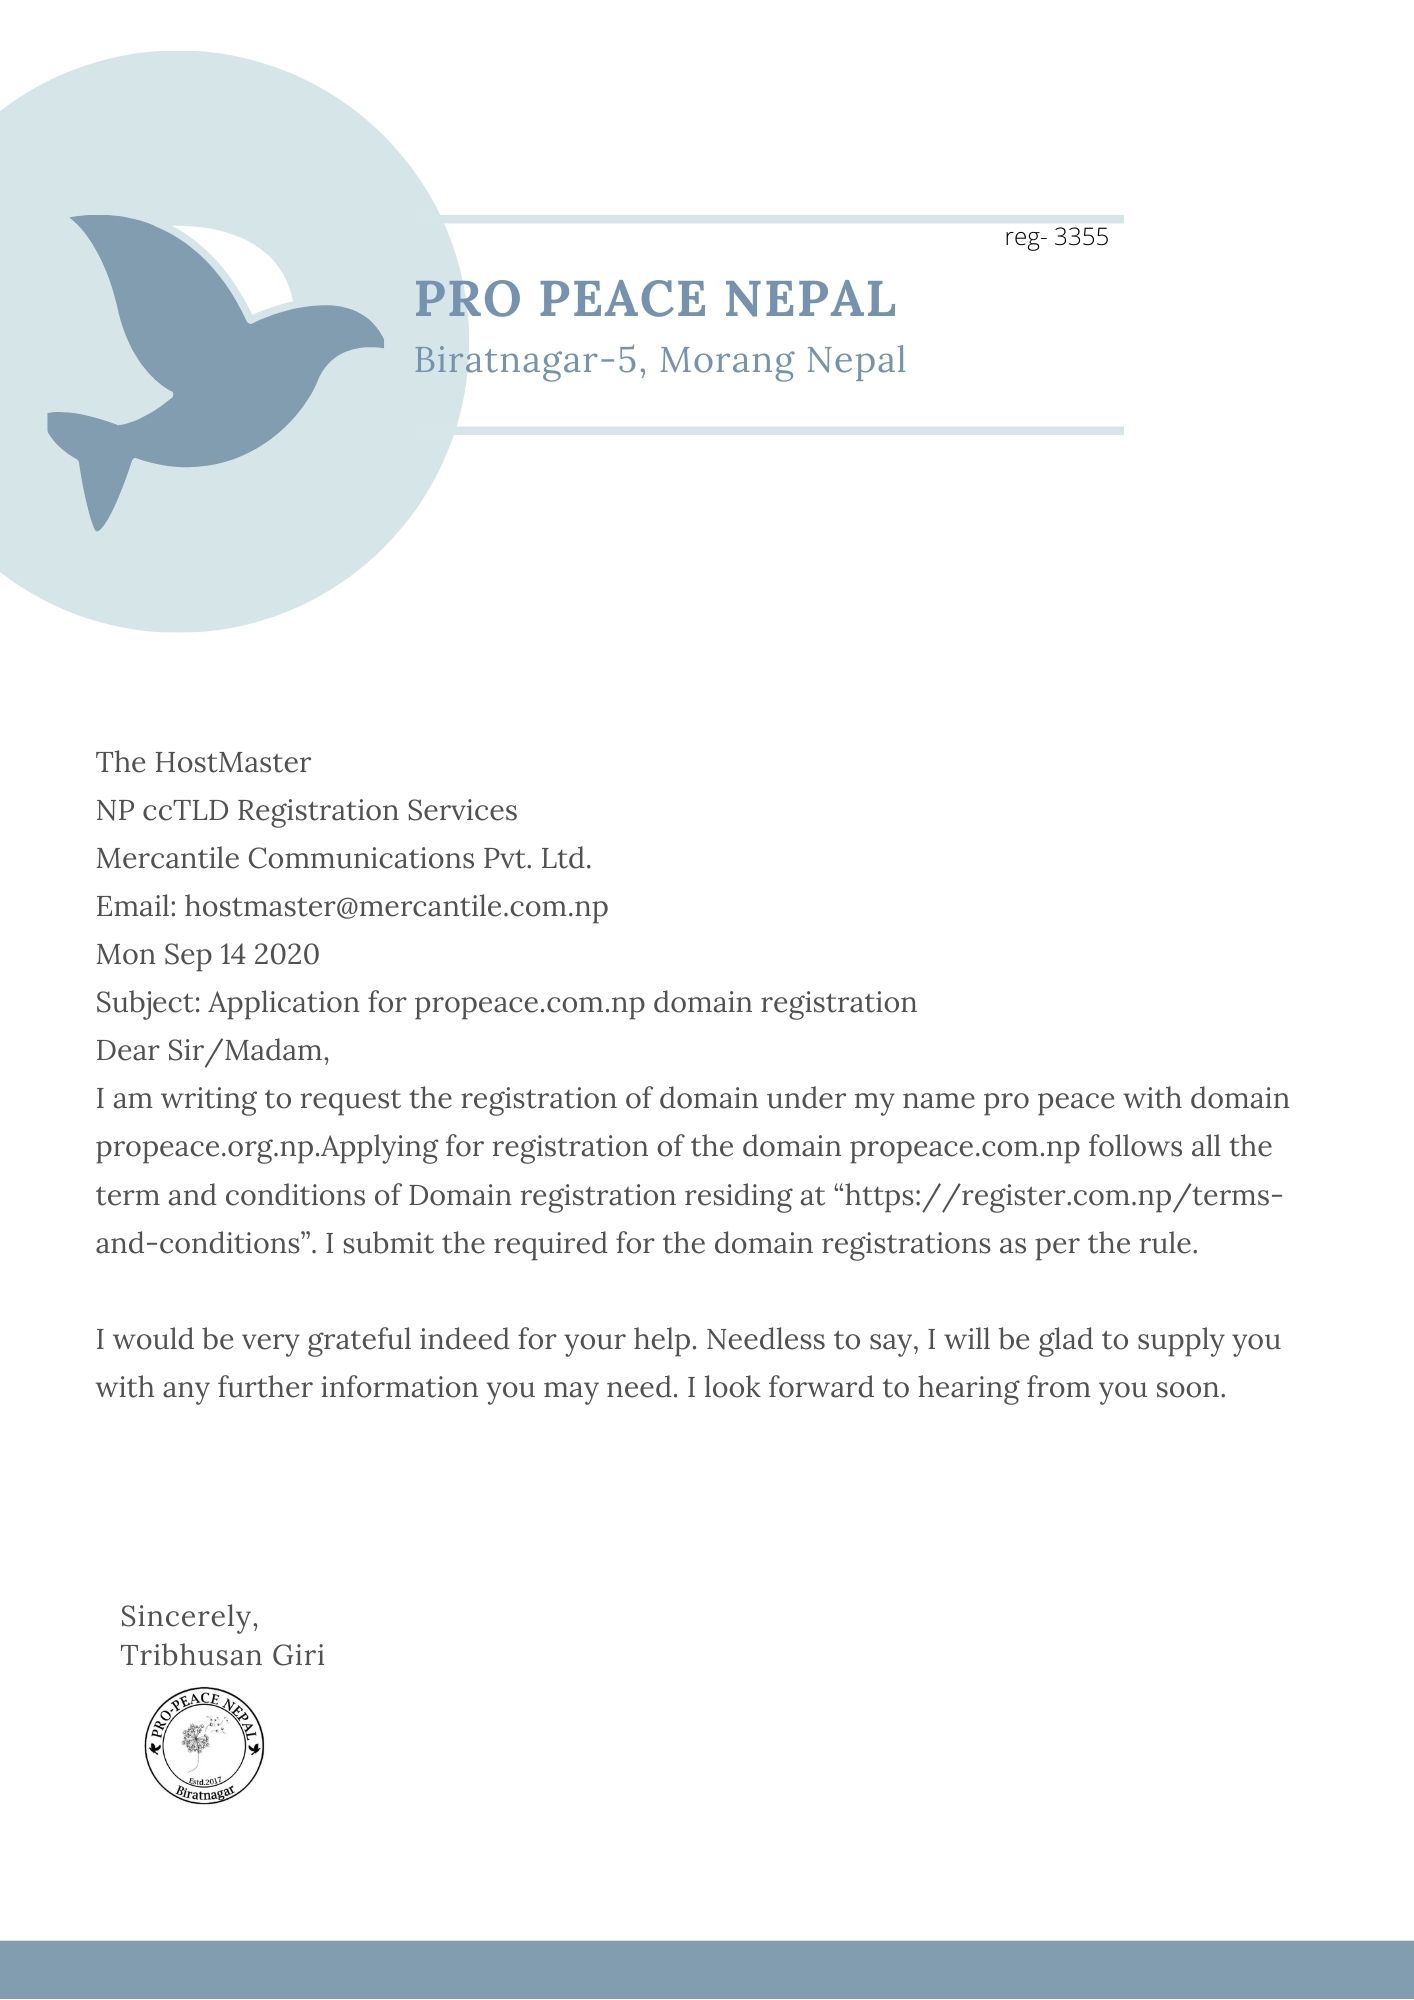 reg- 3355
PRO PEACE NEPAL
Biratnagar-5, Morang Nepal
The HostMaster
NP ccTLD Registration Services
Mercantile Communications Pvt. Ltd.
Email: hostmaster@mercantile.com.np
Mon Sep 14 2020
Subject: Application for propeace.com.np domain registration
Dear Sir/Madam,
I am writing to request the registration of domain under my name pro peace with domain
propeace.org.np.Applying for registration of the domain propeace.com.np follows all the
term and conditions of Domain registration residing at “https://register.com.np/terms-
and-conditions”. I submit the required for the domain registrations as per the rule.
I would be very grateful indeed for your help. Needless to say, I will be glad to supply you
with any further information you may need. I look forward to hearing from you soon.
Sincerely,
Tribhusan Giri
PRO-PEACE NEPAL
Estd.2017
Biratnagar